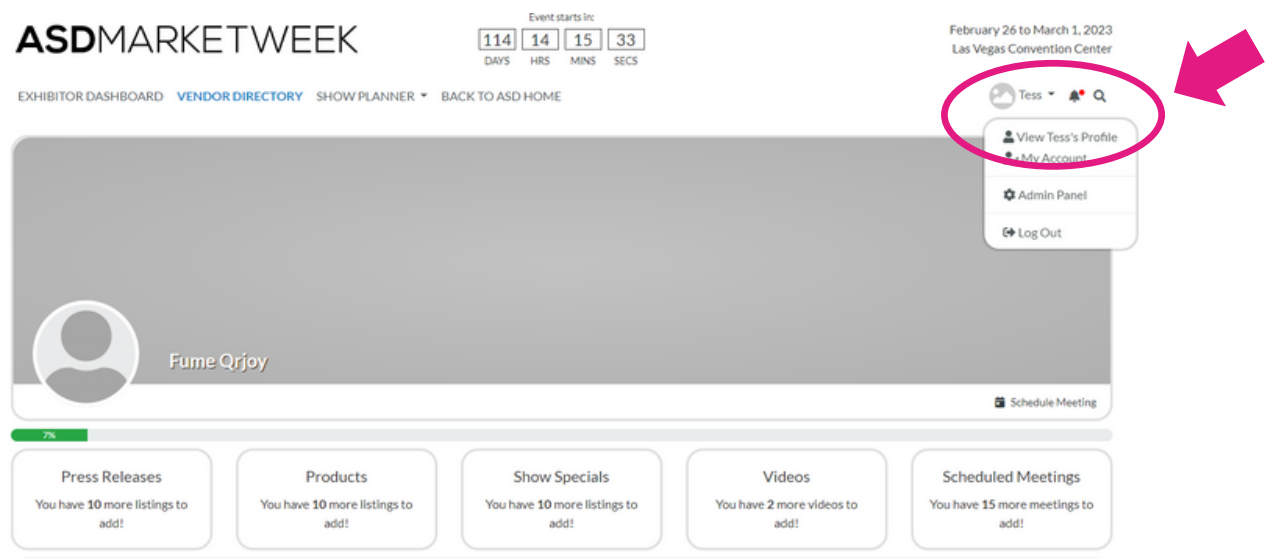 ASDMARKETWEEK
Event starts in:
114 14 15 33
DAYS HRS MINS SECS
February 26 to March 1, 2023
Las Vegas Convention Center
EXHIBITOR DASHBOARD VENDOR DIRECTORY SHOW PLANNER BACK TO ASD HOME
Tess
View Tess's Profile
My Account
Admin Panel
Log Out
Fume Qrjoy
Schedule Meeting
7%
Press Releases
You have 10 more listings to
add!
Products
You have 10 more listings to
add!
Show Specials
You have 10 more listings to
add!
Videos
You have 2 more videos to
add!
Scheduled Meetings
You have 15 more meetings to
add!